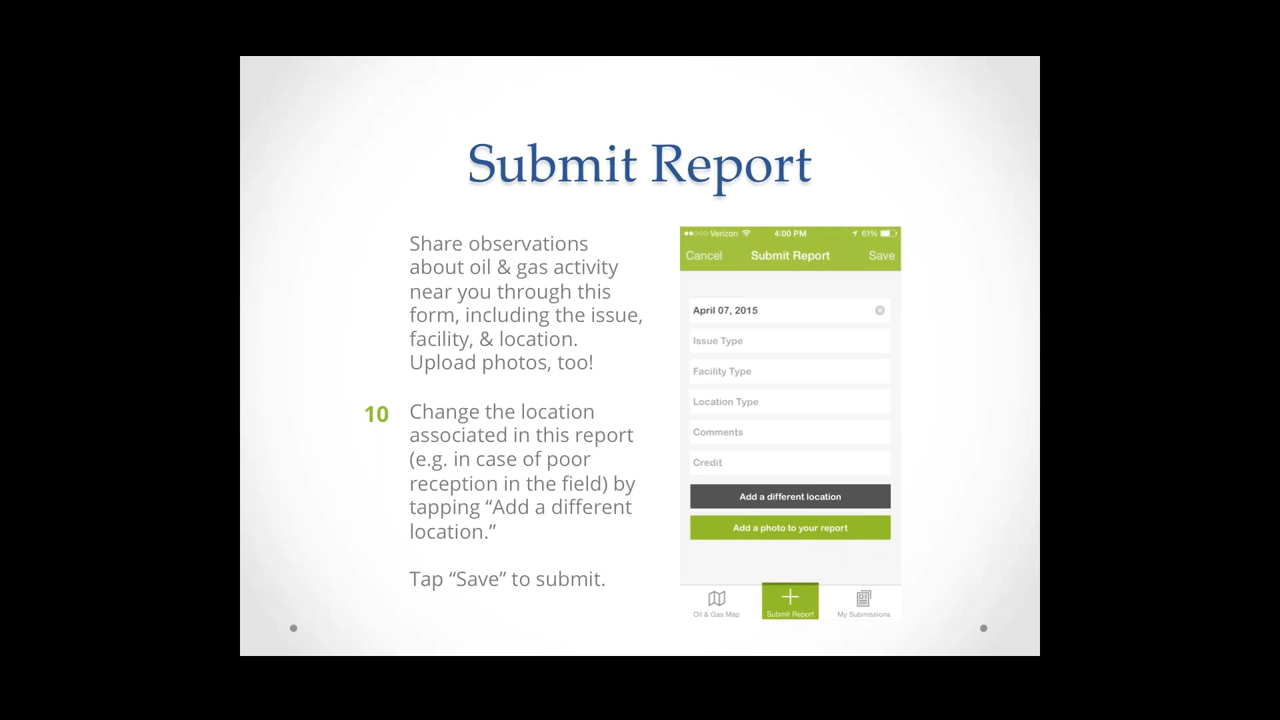 Submit Report
Share observations
about oil & gas activity
near you through this
form, including the issue,
facility, & location.
Upload photos, too!
10 Change the location
associated in this report
(e.g. in case of poor
reception in the field) by
tapping “Add a different
location.”
Tap “Save” to submit.
Verizon 4:00 PM 61%
Cancel Submit Report Save
April 07, 2015
Issue Type
Facility Type
Location Type
Comments
Credit
Add a different location
Add a photo to your report
Oil & Gas Map Submit Report My Submissions